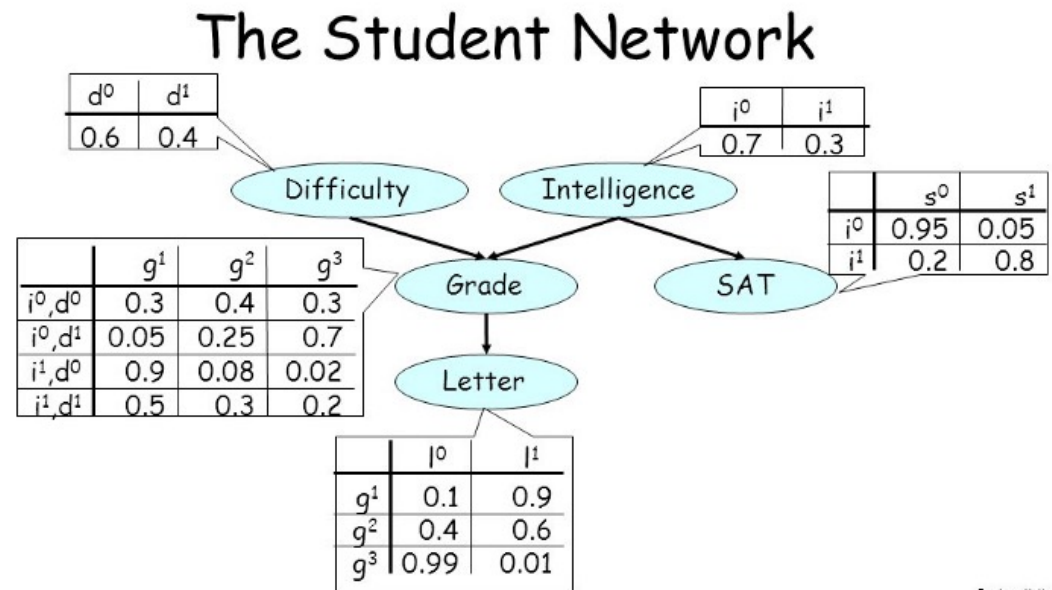 The Student Network
d⁰ d¹
0.6 0.4
i⁰ i¹
0.7 0.3
Difficulty
Intelligence
s⁰ s¹
i⁰ 0.95 0.05
i¹ 0.2 0.8
g¹ g² g³
i⁰,d⁰ 0.3 0.4 0.3
i⁰,d¹ 0.05 0.25 0.7
i¹,d⁰ 0.9 0.08 0.02
i¹,d¹ 0.5 0.3 0.2
Grade
SAT
Letter
l⁰ l¹
g¹ 0.1 0.9
g² 0.4 0.6
g³ 0.99 0.01